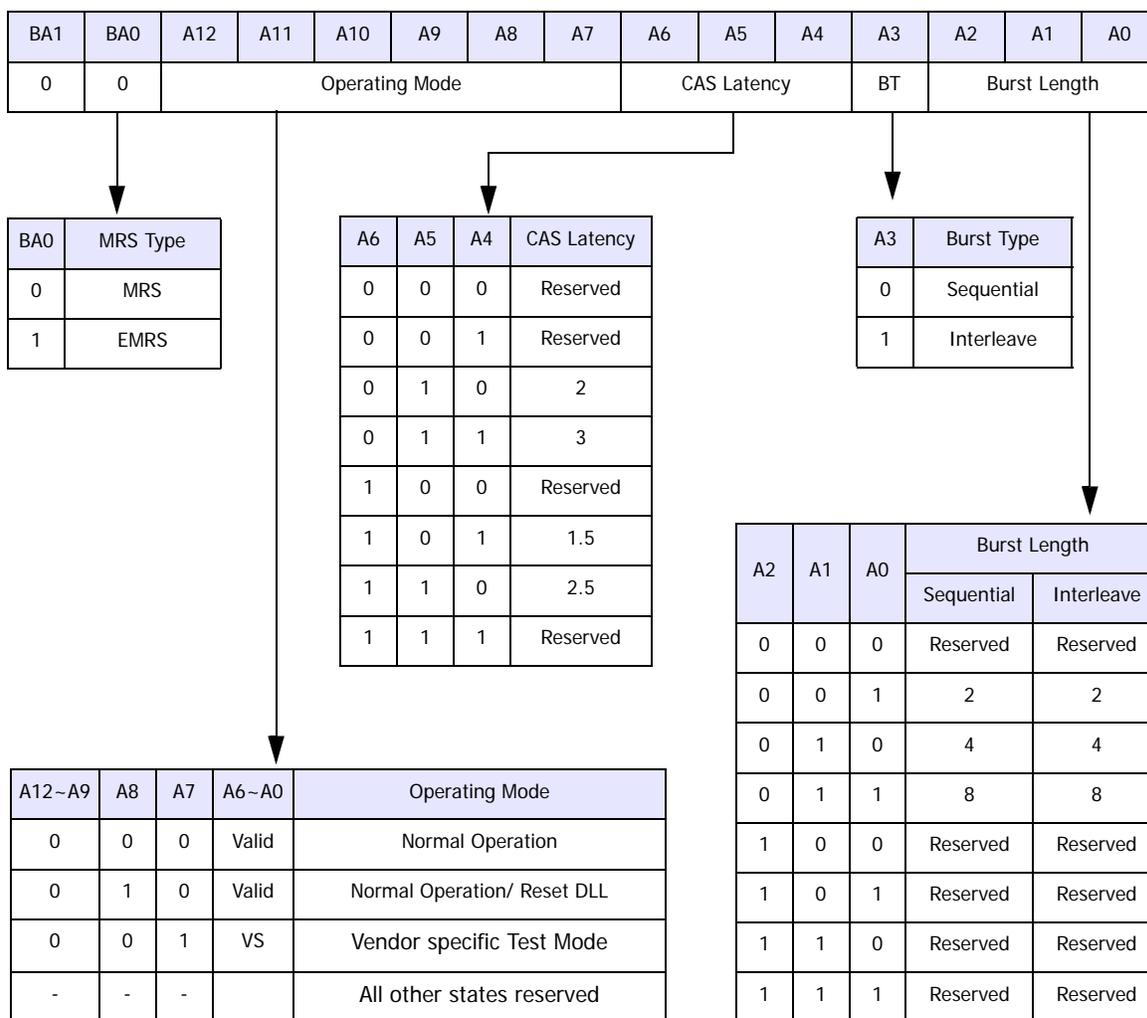 BA1 BA0 A12 A11 A10 A9 A8 A7 A6 A5 A4 A3 A2 A1 A0
0 0 Operating Mode CAS Latency BT Burst Length
BA0 MRS Type
0 MRS
1 EMRS
A6 A5 A4 CAS Latency
0 0 0 Reserved
0 0 1 Reserved
0 1 0 2
0 1 1 3
1 0 0 Reserved
1 0 1 1.5
1 1 0 2.5
1 1 1 Reserved
A3 Burst Type
0 Sequential
1 Interleave
A2 A1 A0 Burst Length
Sequential Interleave
0 0 0 Reserved Reserved
0 0 1 2 2
0 1 0 4 4
0 1 1 8 8
1 0 0 Reserved Reserved
1 0 1 Reserved Reserved
1 1 0 Reserved Reserved
1 1 1 Reserved Reserved
A12~A9 A8 A7 A6~A0 Operating Mode
0 0 0 Valid Normal Operation
0 1 0 Valid Normal Operation/ Reset DLL
0 0 1 VS Vendor specific Test Mode
- - - All other states reserved